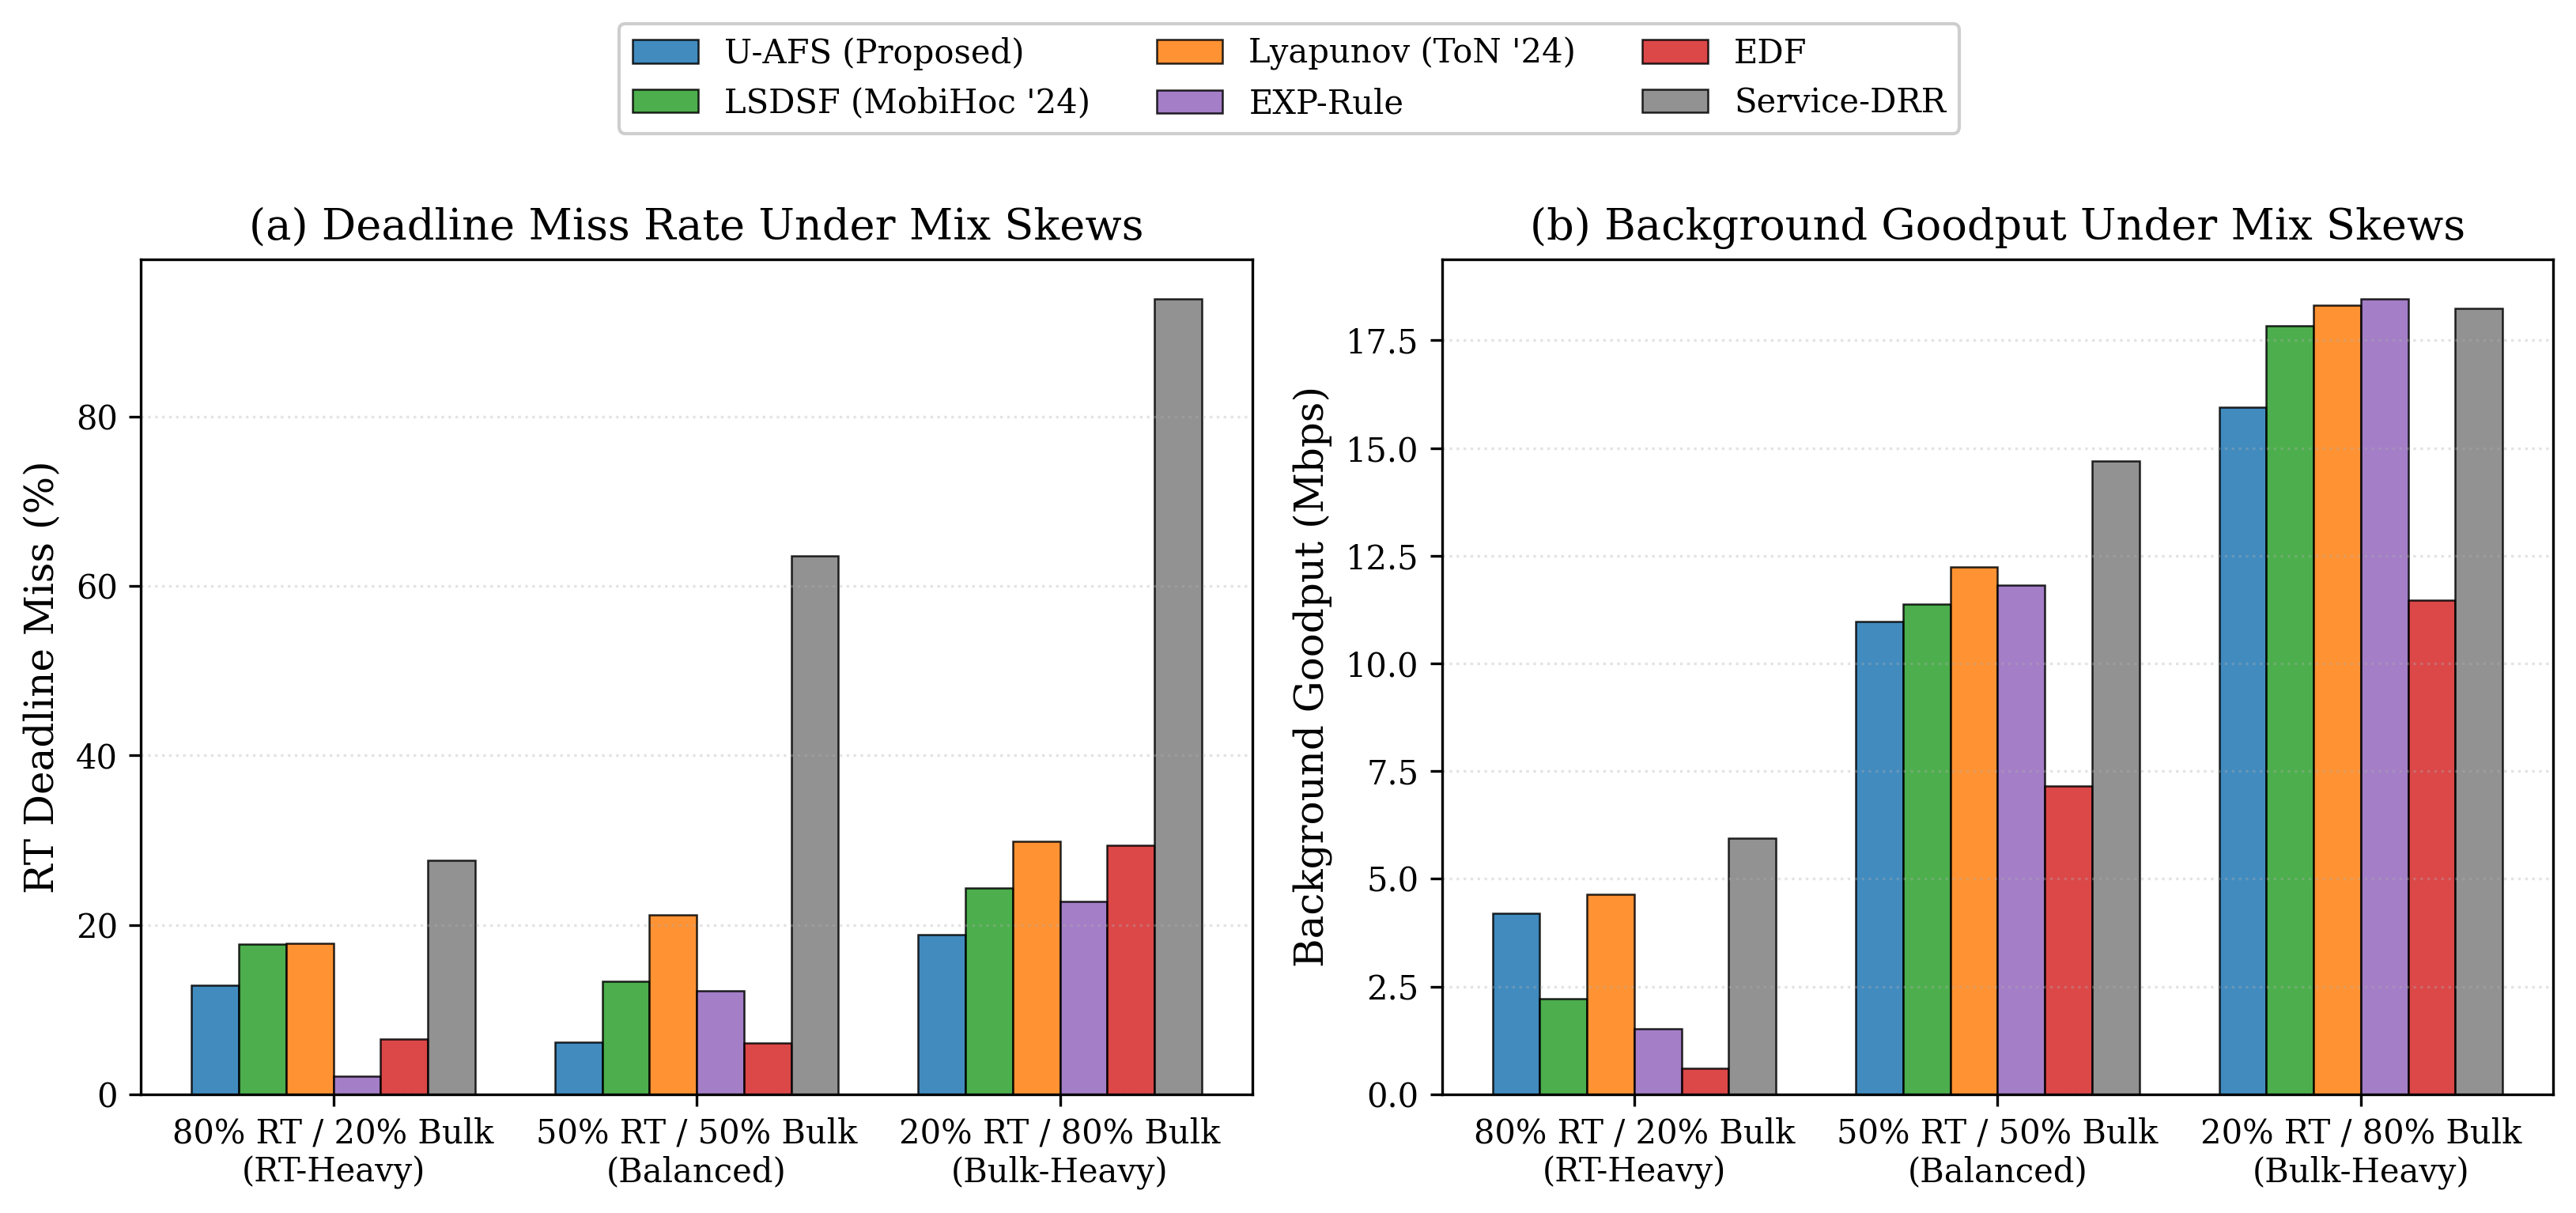 U-AFS (Proposed)
LSDSF (MobiHoc '24)
Lyapunov (ToN '24)
EXP-Rule
EDF
Service-DRR
(a) Deadline Miss Rate Under Mix Skews
RT Deadline Miss (%)
80
60
40
20
0
80% RT / 20% Bulk
(RT-Heavy)
50% RT / 50% Bulk
(Balanced)
20% RT / 80% Bulk
(Bulk-Heavy)
(b) Background Goodput Under Mix Skews
Background Goodput (Mbps)
17.5
15.0
12.5
10.0
7.5
5.0
2.5
0.0
80% RT / 20% Bulk
(RT-Heavy)
50% RT / 50% Bulk
(Balanced)
20% RT / 80% Bulk
(Bulk-Heavy)